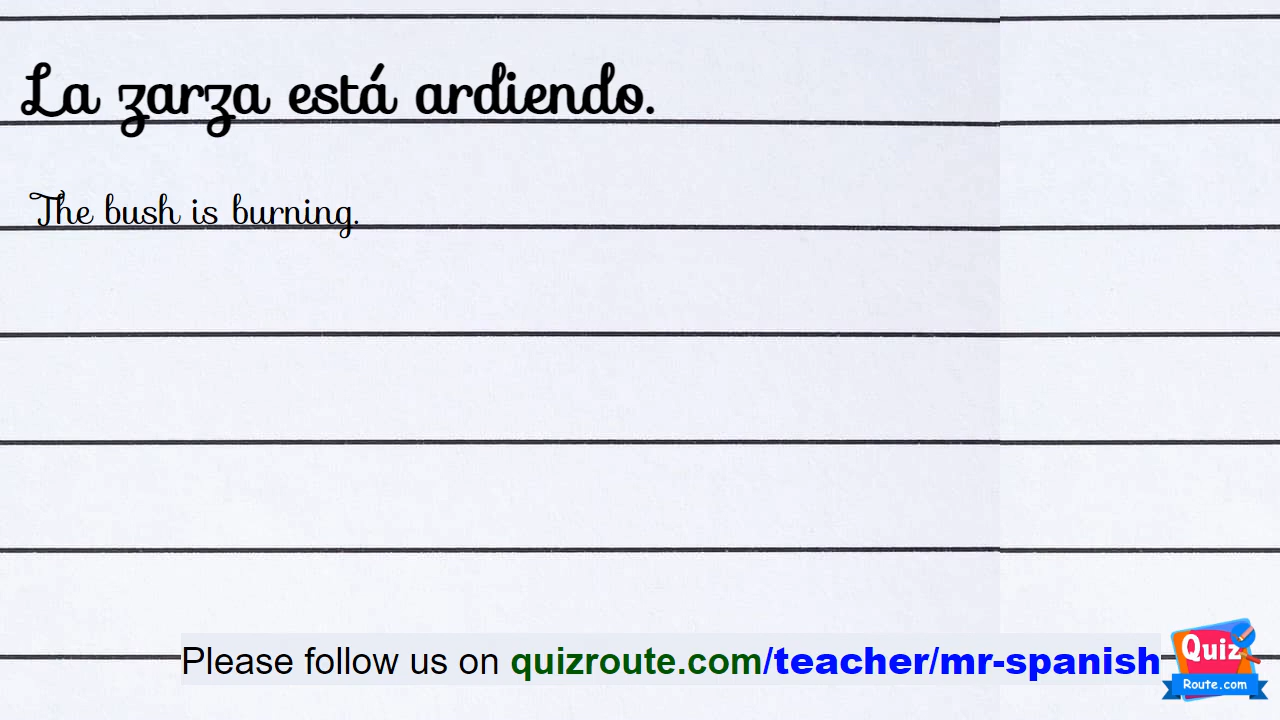 La zarza está ardiendo.
The bush is burning.
Please follow us on quizroute.com/teacher/mr-spanish
Quiz
Route.com